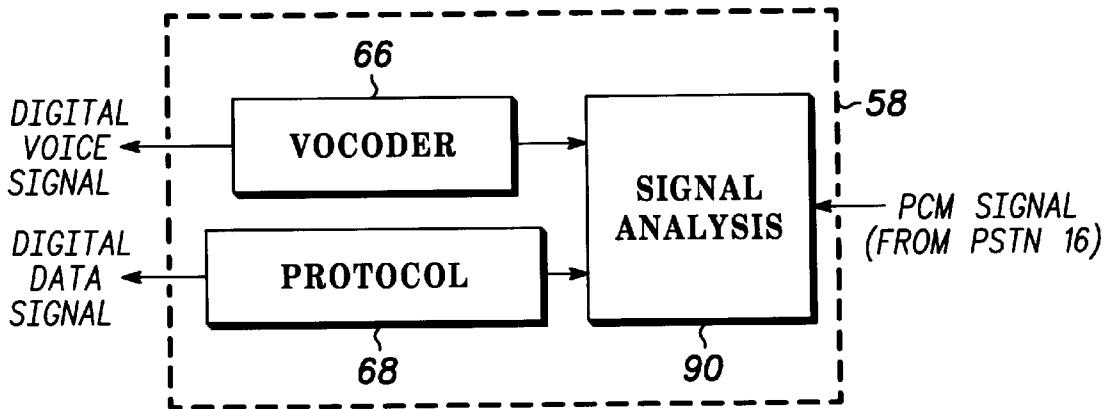 66
58
DIGITAL
VOICE
SIGNAL
VOCODER
SIGNAL
ANALYSIS
PCM SIGNAL
(FROM PSTN 16)
DIGITAL
DATA
SIGNAL
PROTOCOL
68
90